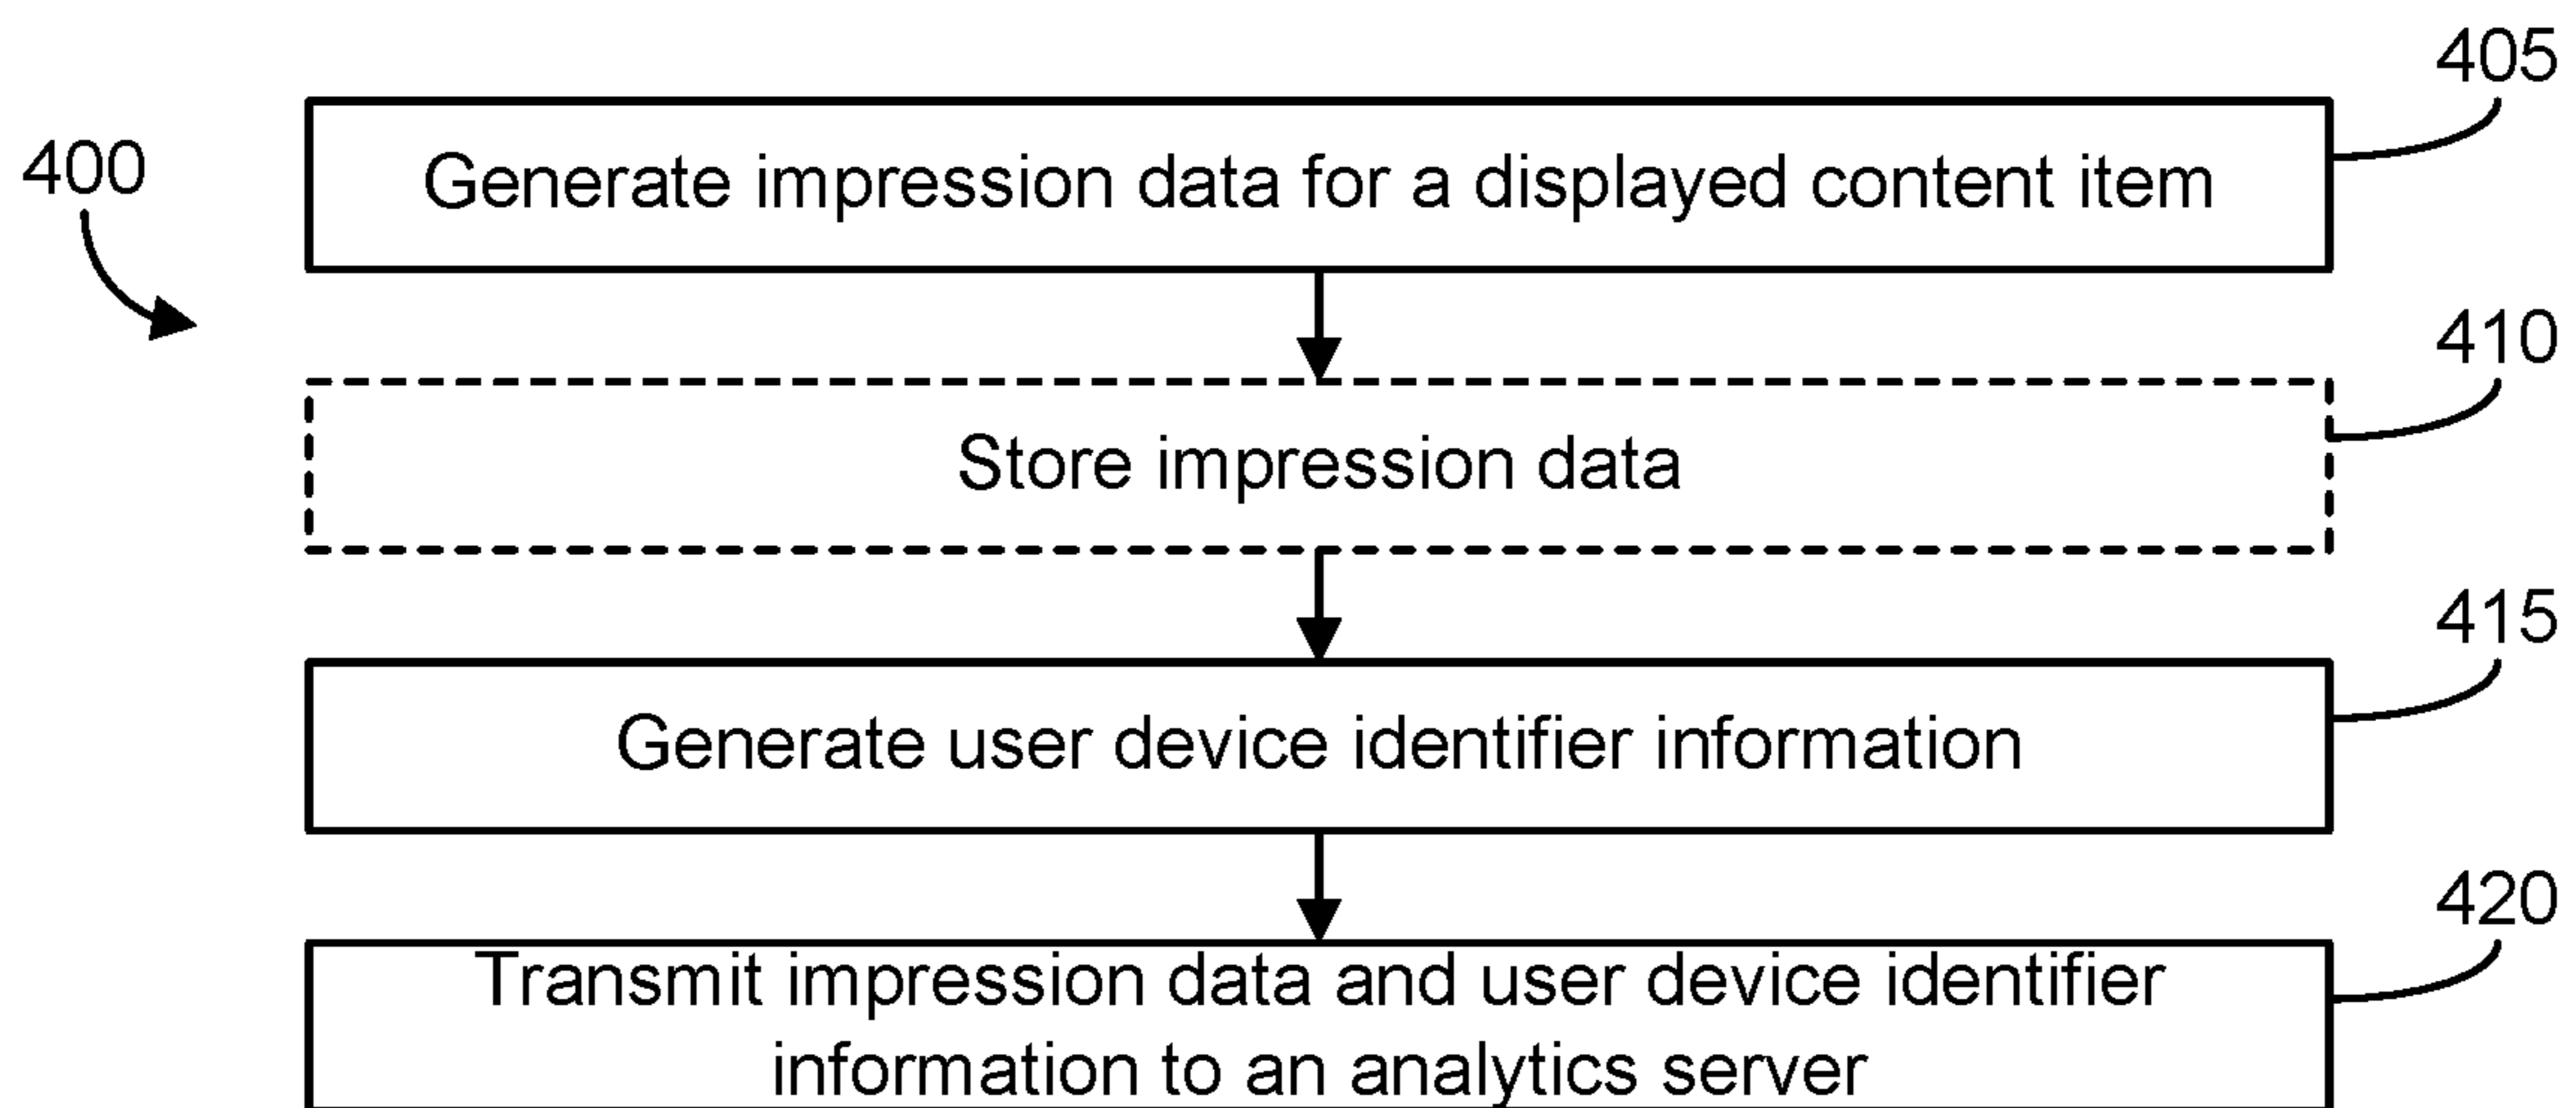 405
400
Generate impression data for a displayed content item
410
Store impression data
415
Generate user device identifier information
420
Transmit impression data and user device identifier
information to an analytics server